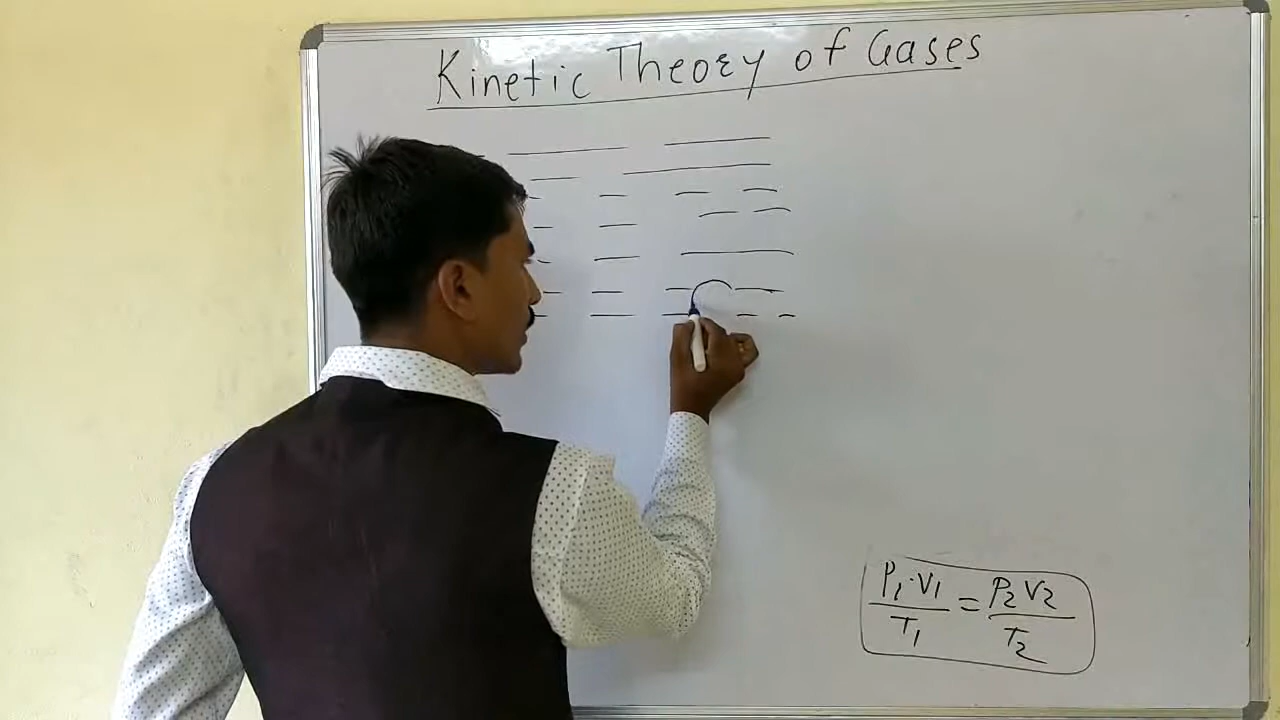 Kinetic Theory of Gases
P1·V1/T1 = P2V2/T2